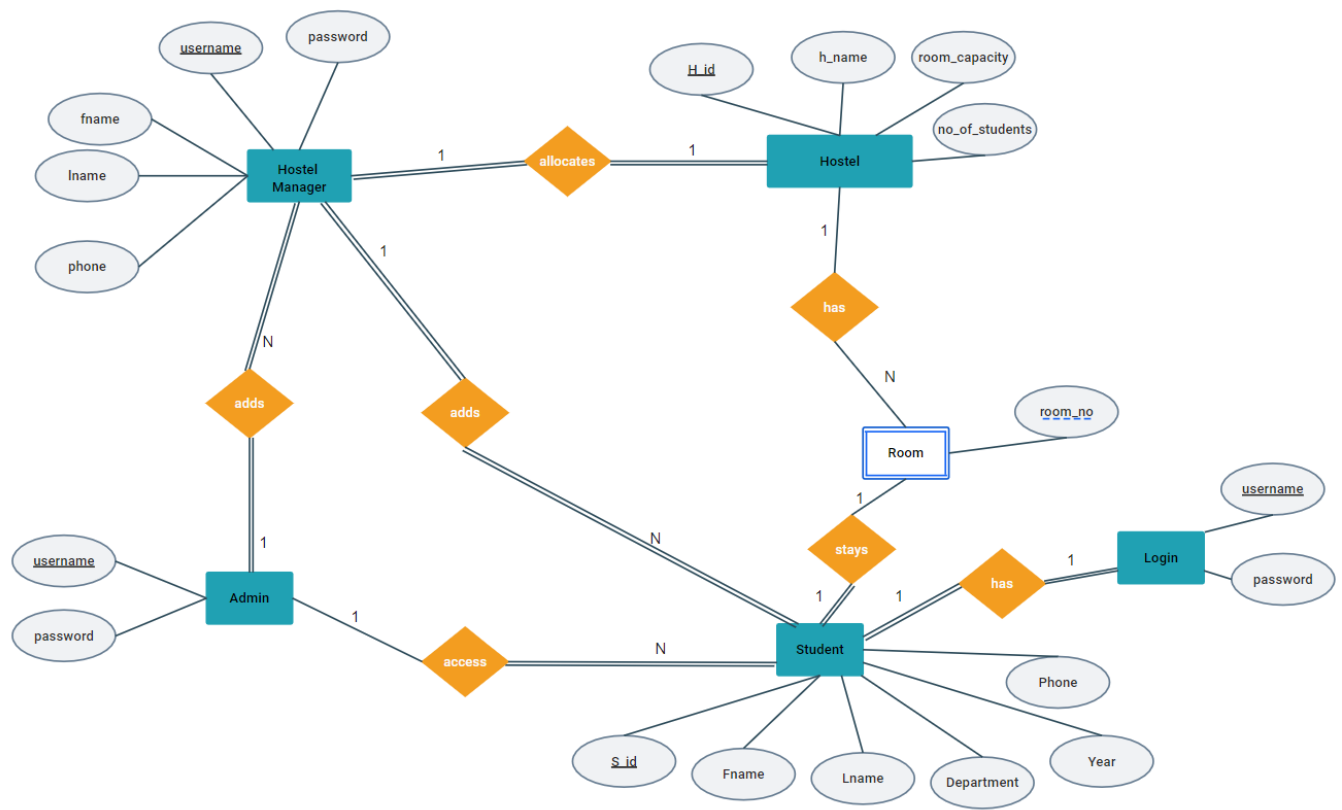 username
password
h_name
room_capacity
H_id
fname
no_of_students
lname
Hostel
Manager
1
allocates
1
Hostel
phone
1
1
has
N
N
adds
adds
room_no
Room
1
username
N
stays
1
Login
username
1
1
has
1
password
Admin
password
1
access
N
Student
Phone
S_id
Fname
Lname
Department
Year